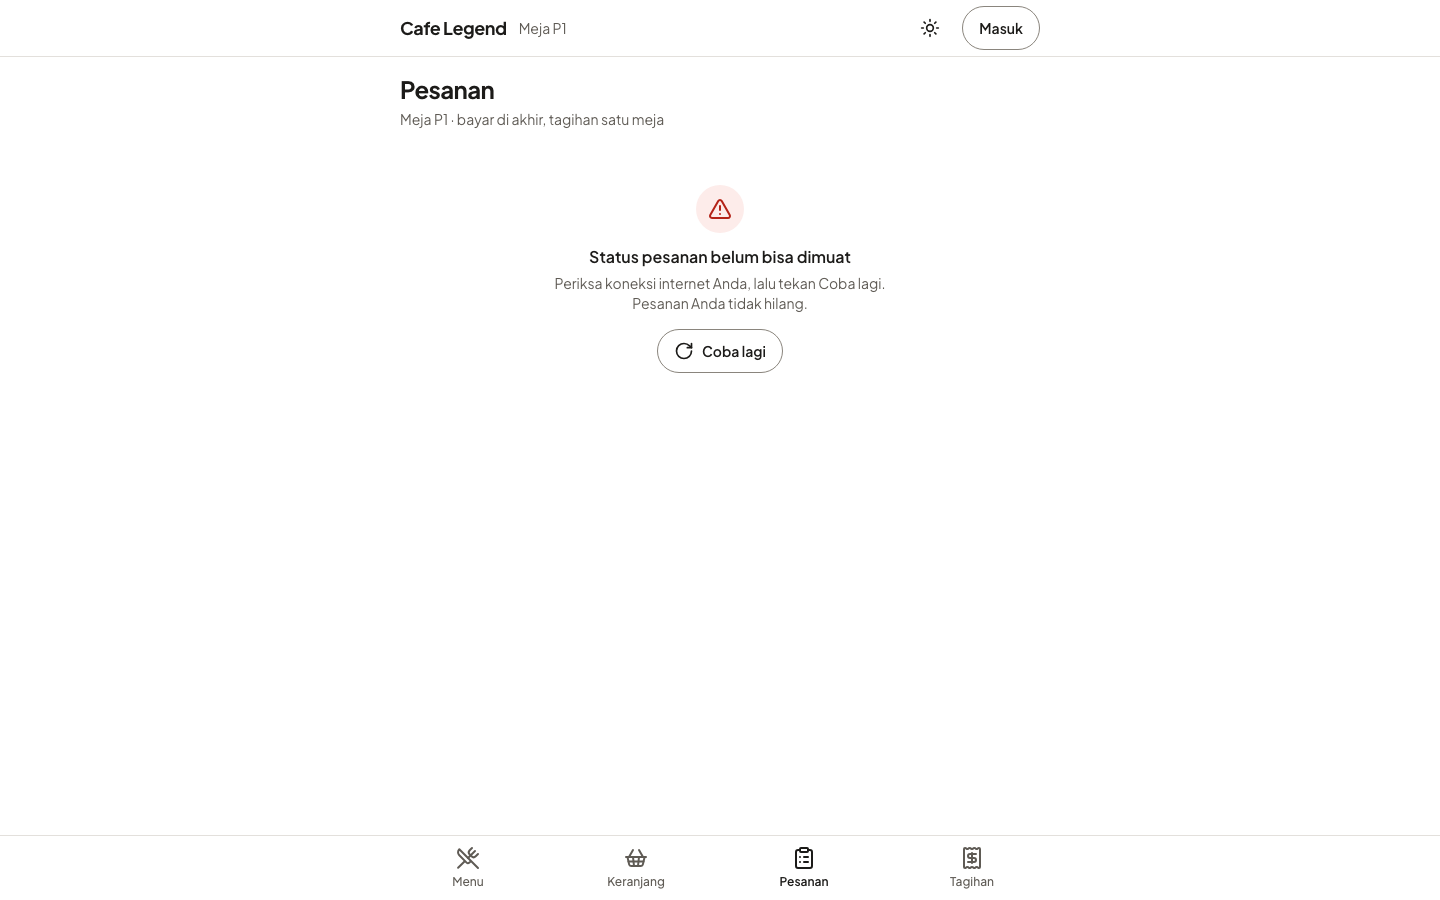 Cafe Legend Meja P1
Masuk
Pesanan
Meja P1 · bayar di akhir, tagihan satu meja
Status pesanan belum bisa dimuat
Periksa koneksi internet Anda, lalu tekan Coba lagi.
Pesanan Anda tidak hilang.
Coba lagi
Menu
Keranjang
Pesanan
Tagihan